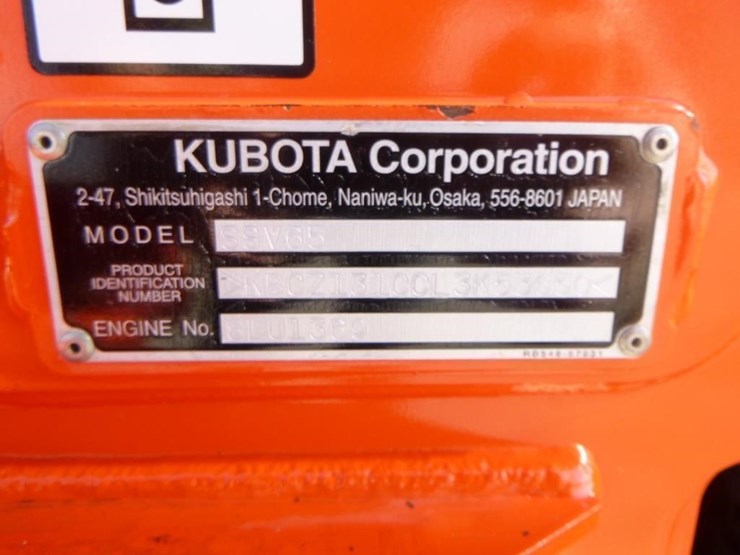 KUBOTA Corporation
2-47, Shikitsuhigashi 1-Chome, Naniwa-ku, Osaka, 556-8601 JAPAN
MODEL SSV65
PRODUCT
IDENTIFICATION
NUMBER
ENGINE No.